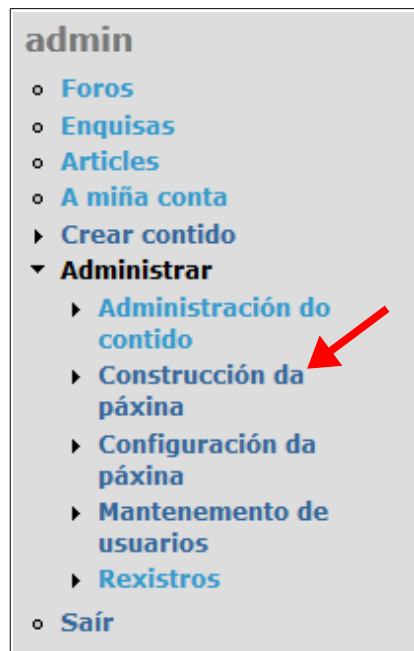 admin
Foros
Enquisas
Articles
A miña conta
Crear contido
Administrar
Administración do
contido
Construcción da
páxina
Configuración da
páxina
Mantenemento de
usuarios
Rexistros
Saír